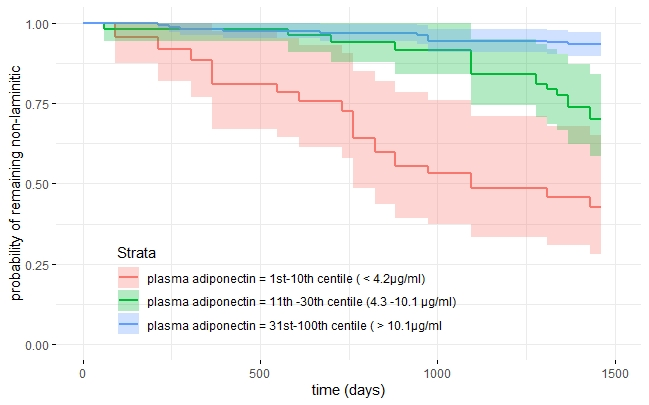 1.00
0.75
0.50
0.25
0.00
probability of remaining non-laminitic
Strata
plasma adiponectin = 1st-10th centile ( < 4.2µg/ml)
plasma adiponectin = 11th -30th centile (4.3 -10.1 µg/ml)
plasma adiponectin = 31st-100th centile ( > 10.1µg/ml
0
500
1000
1500
time (days)